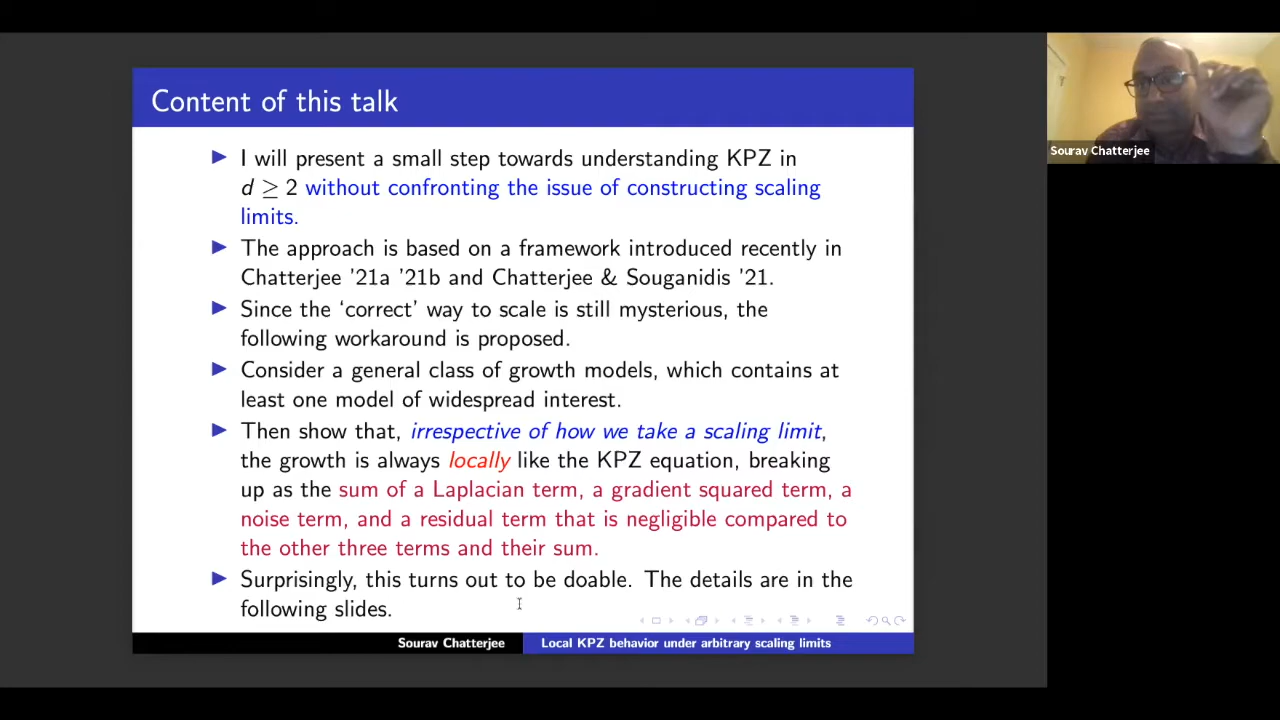 Content of this talk
I will present a small step towards understanding KPZ in
d ≥ 2 without confronting the issue of constructing scaling
limits.
The approach is based on a framework introduced recently in
Chatterjee '21a '21b and Chatterjee & Souganidis '21.
Since the ‘correct’ way to scale is still mysterious, the
following workaround is proposed.
Consider a general class of growth models, which contains at
least one model of widespread interest.
Then show that, irrespective of how we take a scaling limit,
the growth is always locally like the KPZ equation, breaking
up as the sum of a Laplacian term, a gradient squared term, a
noise term, and a residual term that is negligible compared to
the other three terms and their sum.
Surprisingly, this turns out to be doable. The details are in the
following slides.
Sourav Chatterjee
Local KPZ behavior under arbitrary scaling limits
Sourav Chatterjee